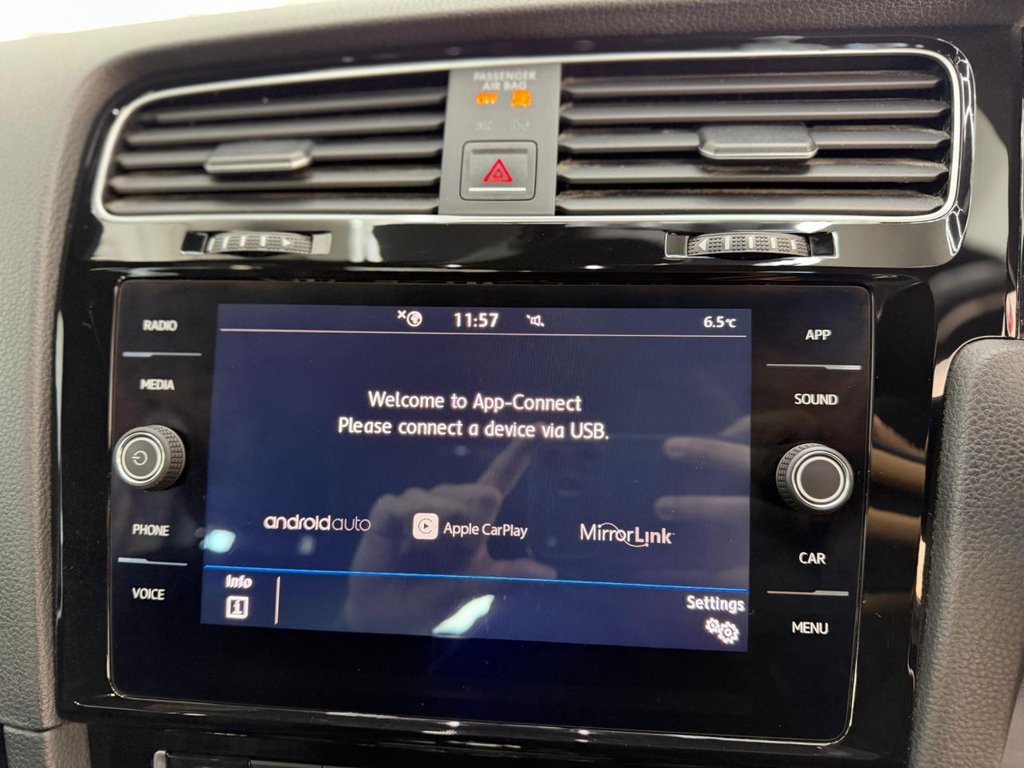 PASSENGER
AIR BAG
OFF
RADIO
MEDIA
PHONE
VOICE
11:57
6.5°C
Welcome to App-Connect
Please connect a device via USB.
androidauto
Apple CarPlay
MirrorLink
Info
i
Settings
APP
SOUND
CAR
MENU